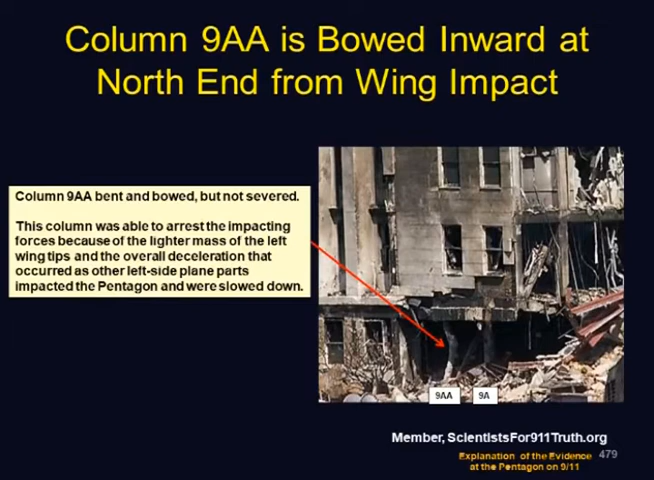 Column 9AA is Bowed Inward at
North End from Wing Impact
Column 9AA bent and bowed, but not severed.
This column was able to arrest the impacting
forces because of the lighter mass of the left
wing tips and the overall deceleration that
occurred as other left-side plane parts
impacted the Pentagon and were slowed down.
9AA 9A
Member, ScientistsFor911Truth.org
Explanation of the Evidence 479
at the Pentagon on 9/11